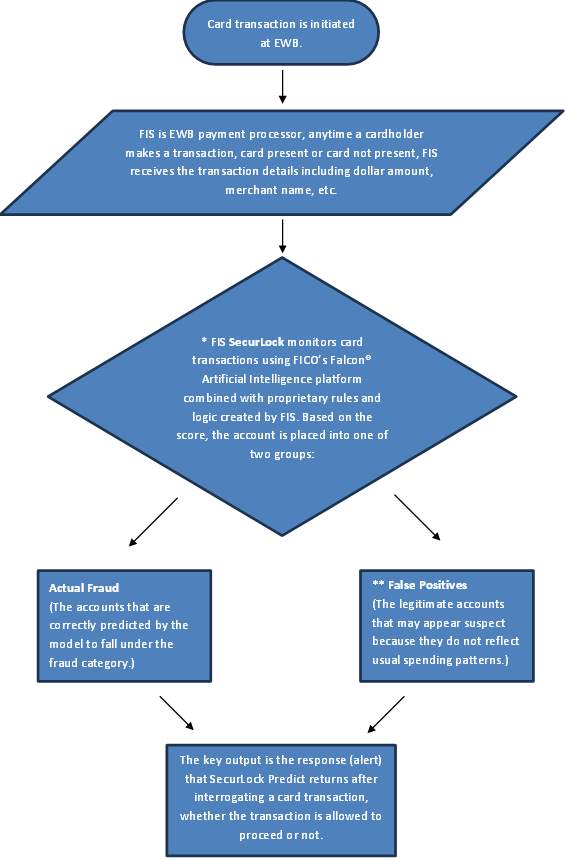 Card transaction is initiated
at EWB.
FIS is EWB payment processor, anytime a cardholder
makes a transaction, card present or card not present, FIS
receives the transaction details including dollar amount,
merchant name, etc.
* FIS SecurLock monitors card
transactions using FICO's Falcon®
Artificial Intelligence platform
combined with proprietary rules and
logic created by FIS. Based on the
score, the account is placed into one of
two groups:
Actual Fraud
(The accounts that are
correctly predicted by the
model to fall under the
fraud category.)
** False Positives
(The legitimate accounts
that may appear suspect
because they do not reflect
usual spending patterns.)
The key output is the response (alert)
that SecurLock Predict returns after
interrogating a card transaction,
whether the transaction is allowed to
proceed or not.